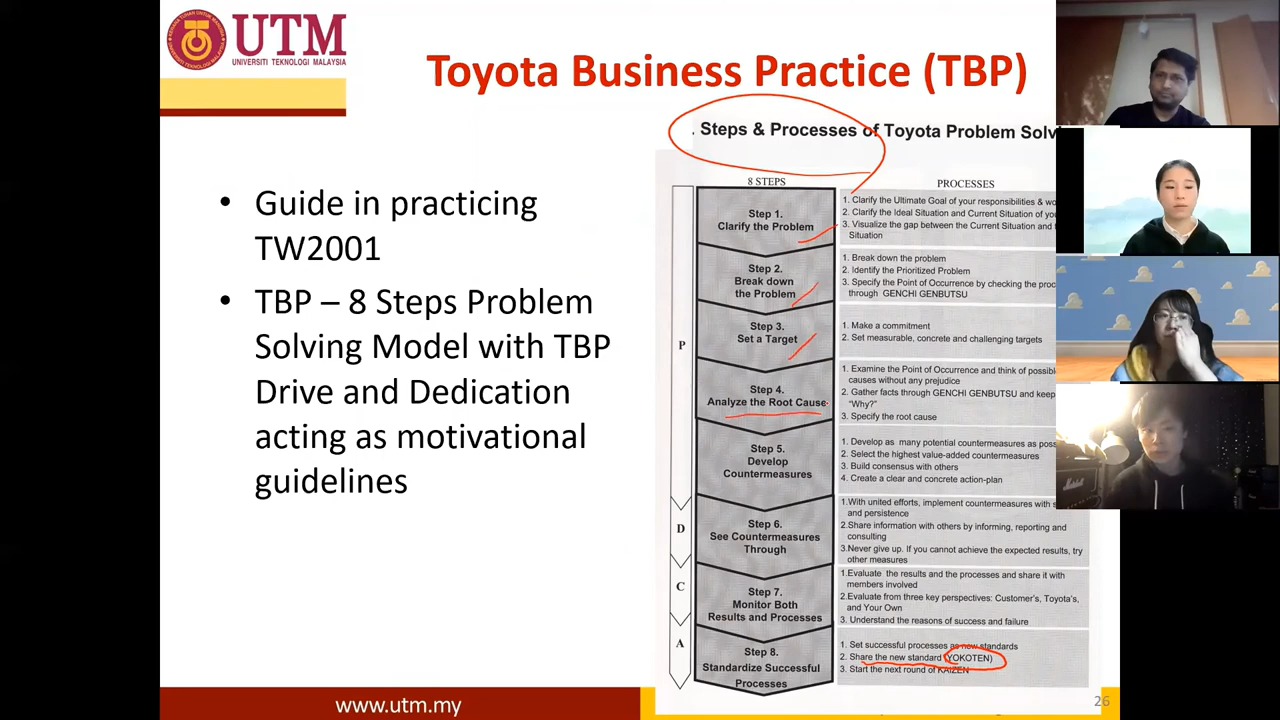 UTM
UNIVERSITI TEKNOLOGI MALAYSIA
Toyota Business Practice (TBP)
• Guide in practicing
TW2001
• TBP – 8 Steps Problem
Solving Model with TBP
Drive and Dedication
acting as motivational
guidelines
. Steps & Processes of Toyota Problem
8 STEPS
PROCESSES
P
Step 1.
Clarify the Problem
1. Clarify the Ultimate Goal of your responsibilities &
2. Clarify the Ideal Situation and Current Situation of
3. Visualize the gap between the Current Situation and
Situation
Step 2.
Break down
the Problem
1. Break down the problem
2. Identify the Prioritized Problem
3. Specify the Point of Occurrence by checking the
through GENCHI GENBUTSU
Step 3.
Set a Target
1. Make a commitment
2. Set measurable, concrete and challenging targets
Step 4.
Analyze the Root Cause
1. Examine the Point of Occurrence and think of
causes without any prejudice
2. Gather facts through GENCHI GENBUTSU and keep
"Why?"
3. Specify the root cause
Step 5.
Develop
Countermeasures
1. Develop as many potential countermeasures as
2. Select the highest value-added countermeasures
3. Build consensus with others
4. Create a clear and concrete action-plan
D
Step 6.
See Countermeasures
Through
1.With united efforts, implement countermeasures with
and persistence
2.Share information with others by informing, reporting and
consulting
3.Never give up. If you cannot achieve the expected results, try
other measures
C
Step 7.
Monitor Both
Results and Processes
1.Evaluate the results and the processes and share it with
members involved
2.Evaluate from three key perspectives: Customer's, Toyota's,
and Your Own
3. Understand the reasons of success and failure
A
Step 8.
Standardize Successful
Processes
1. Set successful processes as new standards
2. Share the new standard (YOKOTEN)
3. Start the next round of KAIZEN
www.utm.my
26